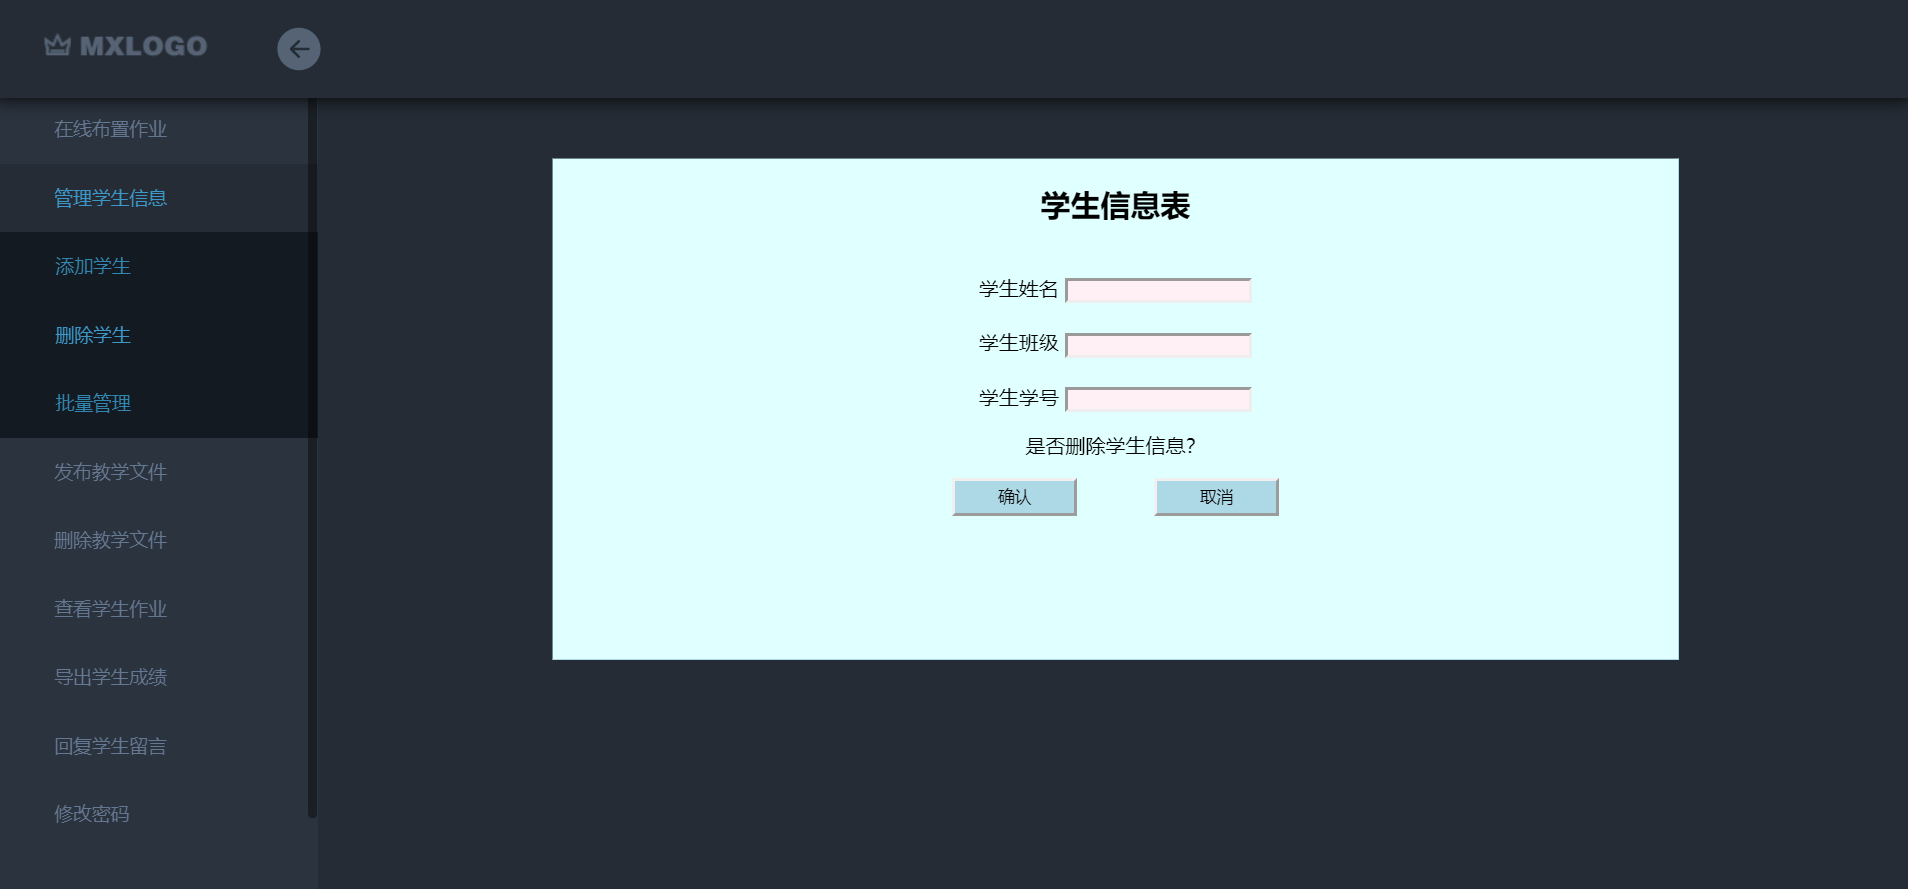 MXLOGO
在线布置作业
管理学生信息
添加学生
删除学生
批量管理
发布教学文件
删除教学文件
查看学生作业
导出学生成绩
回复学生留言
修改密码
学生信息表
学生姓名
学生班级
学生学号
是否删除学生信息?
确认
取消